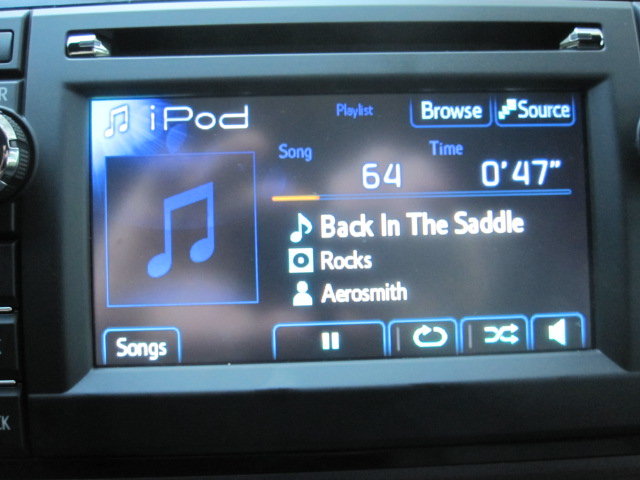 iPod
Playlist
Browse
Source
Song
Time
64
0'47"
Back In The Saddle
Rocks
Aerosmith
Songs